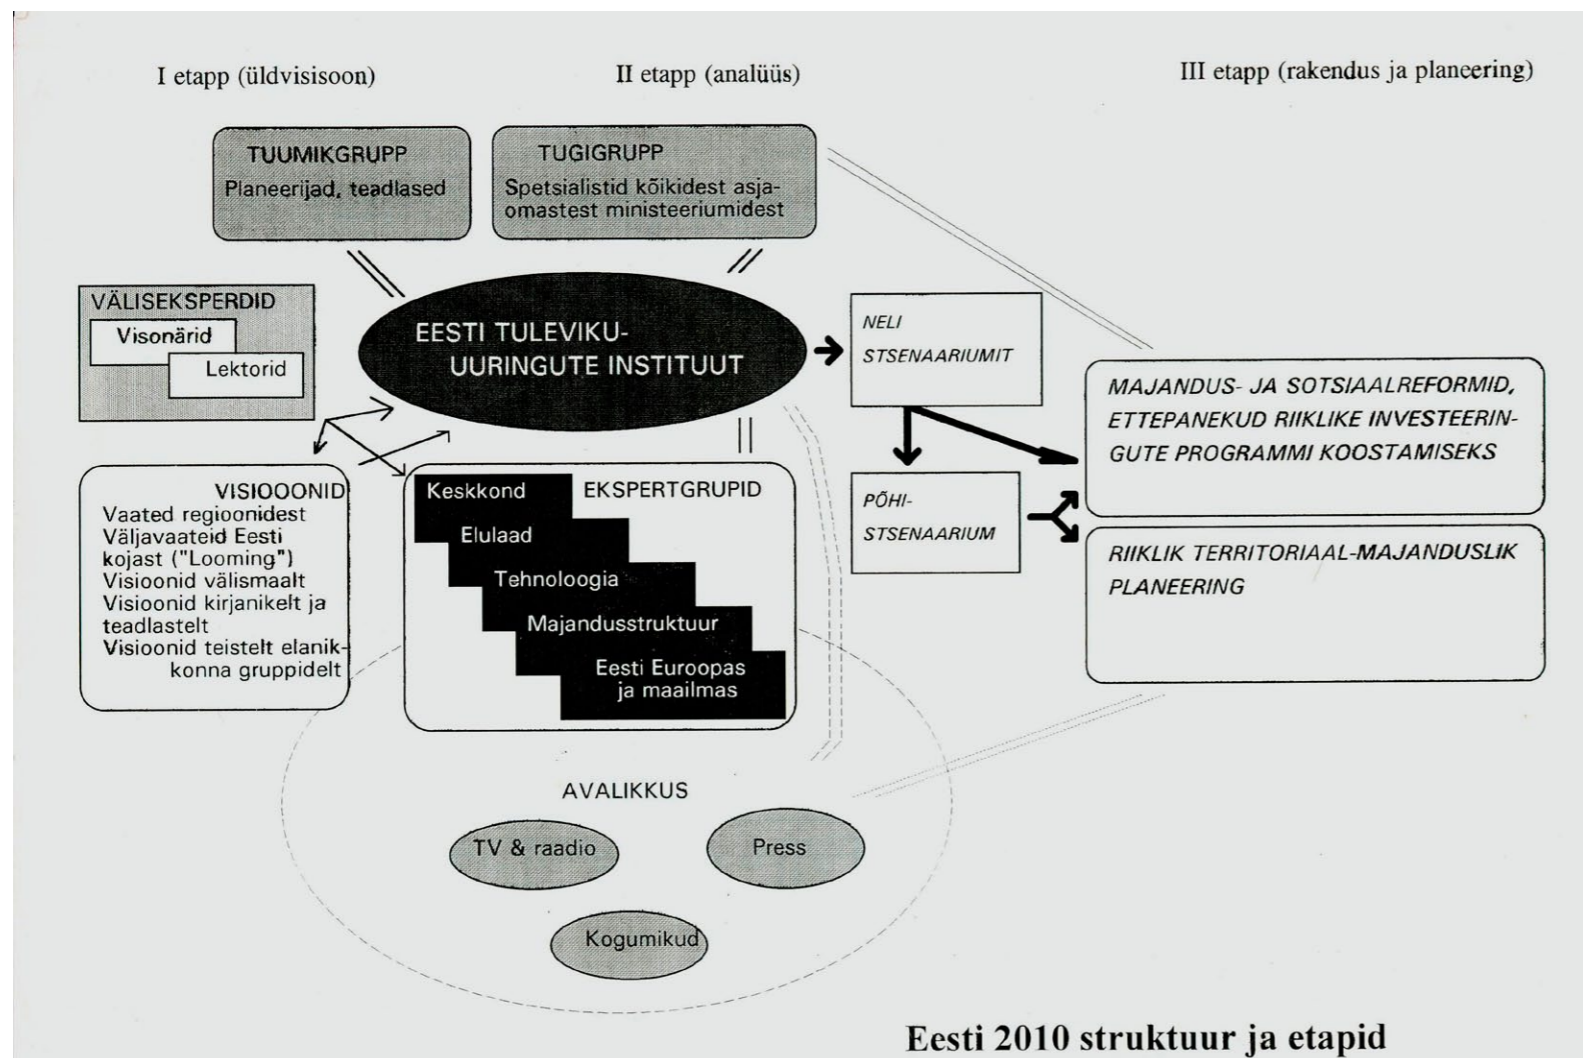 I etapp (üldvisisoon)
II etapp (analüüs)
III etapp (rakendus ja planeering)
TUUMIKGRUPP
Planeerijad, teadlased
TUGIGRUPP
Spetsialistid kõikidest asja-
omastest ministeeriumidest
VÄLISEKSPERDID
Visonärid
Lektorid
EESTI TULEVIKU-
UURINGUTE INSTITUUT
NELI
STSENAARIUMIT
MAJANDUS- JA SOTSIAALREFORMID,
ETTEPANEKUD RIIKLIKE INVESTEERIN-
GUTE PROGRAMMI KOOSTAMISEKS
VISIOOONID
Vaated regioonidest
Väljavaateid Eesti
kojast ("Looming")
Visioonid välismaalt
Visioonid kirjanikelt ja
teadlastelt
Visioonid teistelt elanik-
konna gruppidelt
EKSPERTGRUPID
Keskkond
Elulaad
Tehnoloogia
Majandusstruktuur
Eesti Euroopas
ja maailmas
PÕHI-
STSENAARIUM
RIIKLIK TERRITORIAAL-MAJANDUSLIK
PLANEERING
AVALIKKUS
TV & raadio
Press
Kogumikud
Eesti 2010 struktuur ja etapid